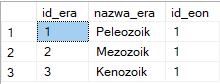 id_era nazwa_era id_eon
1 1 Peleozoik 1
2 2 Mezozoik 1
3 3 Kenozoik 1